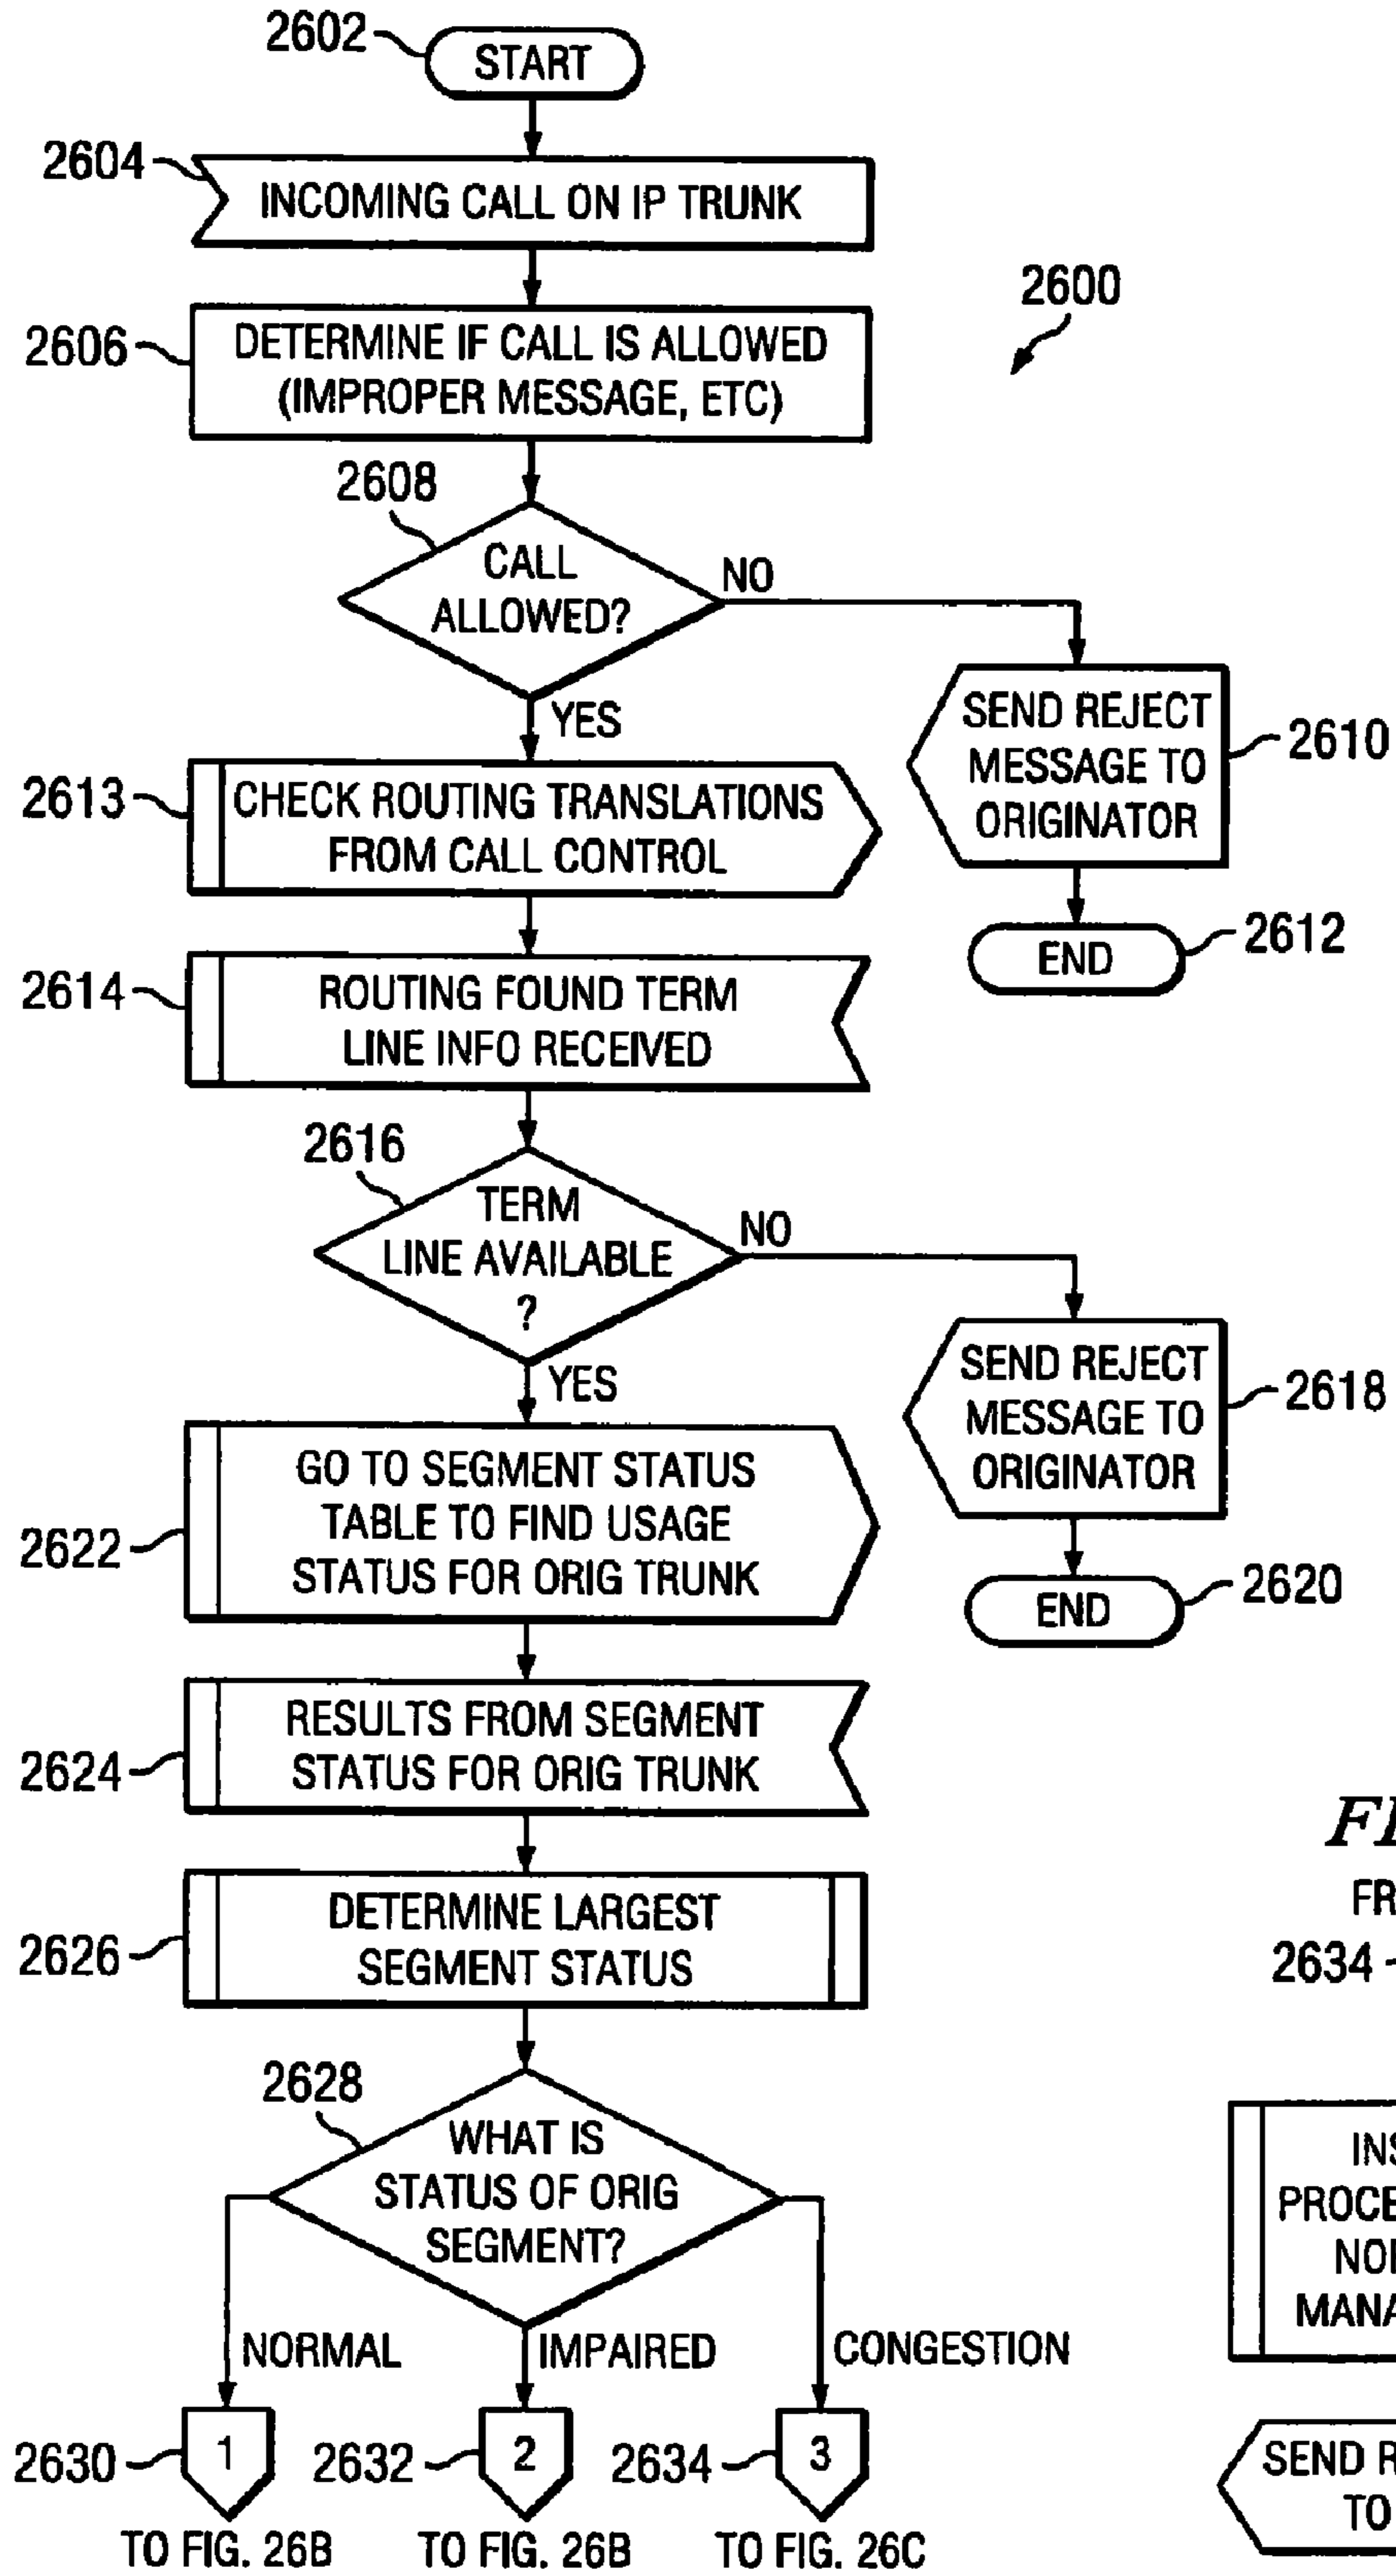 2602
START
2604
INCOMING CALL ON IP TRUNK
2600
2606
DETERMINE IF CALL IS ALLOWED
(IMPROPER MESSAGE, ETC)
2608
CALL
ALLOWED?
NO
YES
SEND REJECT
MESSAGE TO
ORIGINATOR
2610
2613
CHECK ROUTING TRANSLATIONS
FROM CALL CONTROL
END
2612
2614
ROUTING FOUND TERM
LINE INFO RECEIVED
2616
TERM
LINE AVAILABLE
?
NO
YES
SEND REJECT
MESSAGE TO
ORIGINATOR
2618
2622
GO TO SEGMENT STATUS
TABLE TO FIND USAGE
STATUS FOR ORIG TRUNK
END
2620
2624
RESULTS FROM SEGMENT
STATUS FOR ORIG TRUNK
2626
DETERMINE LARGEST
SEGMENT STATUS
2634
2628
WHAT IS
STATUS OF ORIG
SEGMENT?
NORMAL
IMPAIRED
CONGESTION
2630
1
2632
2
2634
3
TO FIG. 26B
TO FIG. 26B
TO FIG. 26C
SEND
TO